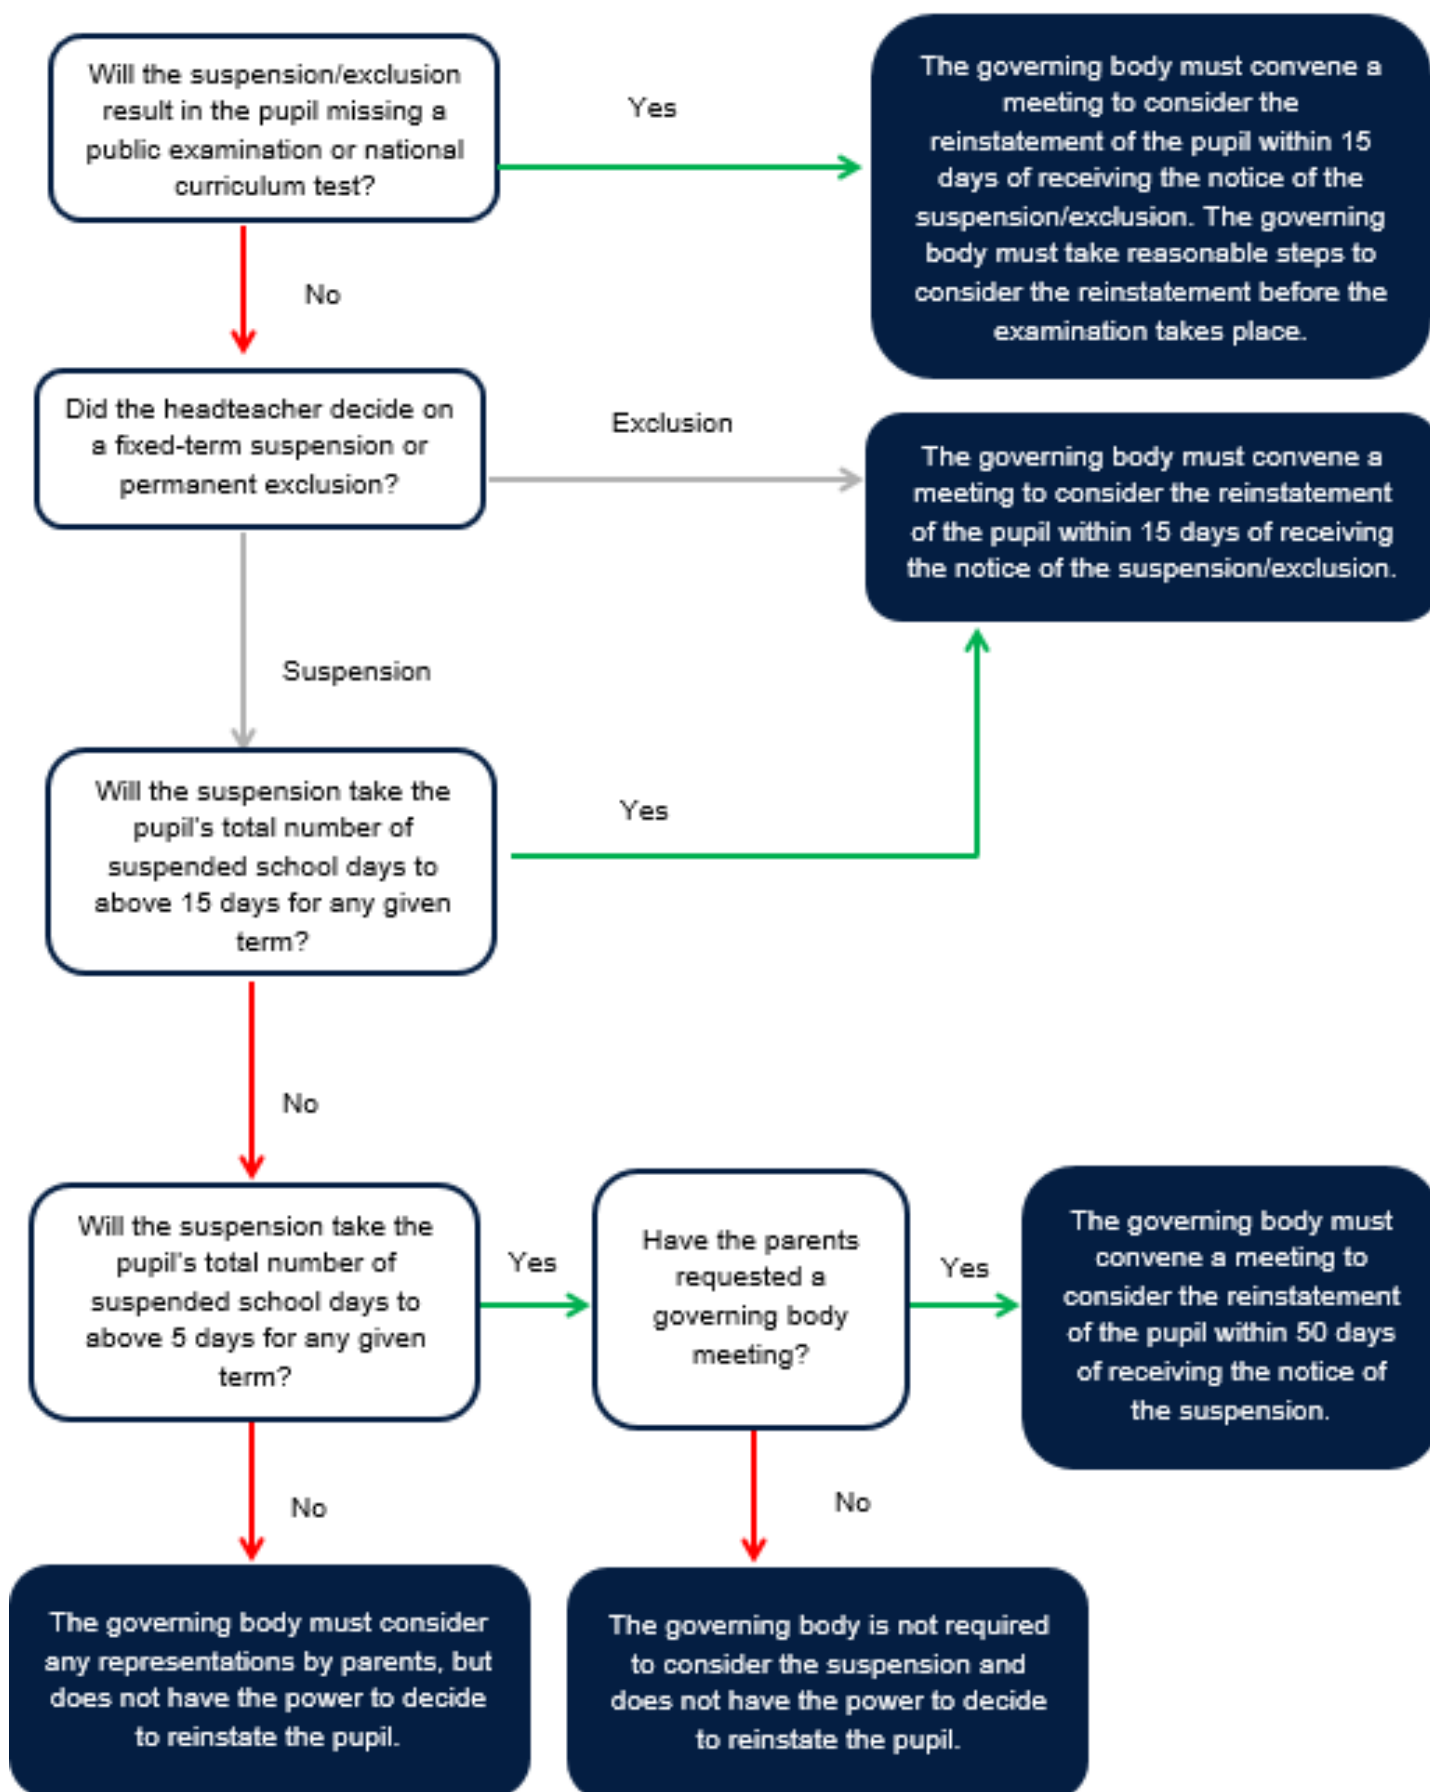 Will the suspension/exclusion
result in the pupil missing a
public examination or national
curriculum test?
Yes
The governing body must convene a
meeting to consider the
reinstatement of the pupil within 15
days of receiving the notice of the
suspension/exclusion. The governing
body must take reasonable steps to
consider the reinstatement before the
examination takes place.
No
Did the headteacher decide on
a fixed-term suspension or
permanent exclusion?
Exclusion
The governing body must convene a
meeting to consider the reinstatement
of the pupil within 15 days of receiving
the notice of the suspension/exclusion.
Suspension
Will the suspension take the
pupil's total number of
suspended school days to
above 15 days for any given
term?
Yes
No
Will the suspension take the
pupil's total number of
suspended school days to
above 5 days for any given
term?
Yes
Have the parents
requested a
governing body
meeting?
Yes
The governing body must
convene a meeting to
consider the reinstatement
of the pupil within 50 days
of receiving the notice of
the suspension.
No
No
The governing body must consider
any representations by parents, but
does not have the power to decide
to reinstate the pupil.
The governing body is not required
to consider the suspension and
does not have the power to decide
to reinstate the pupil.